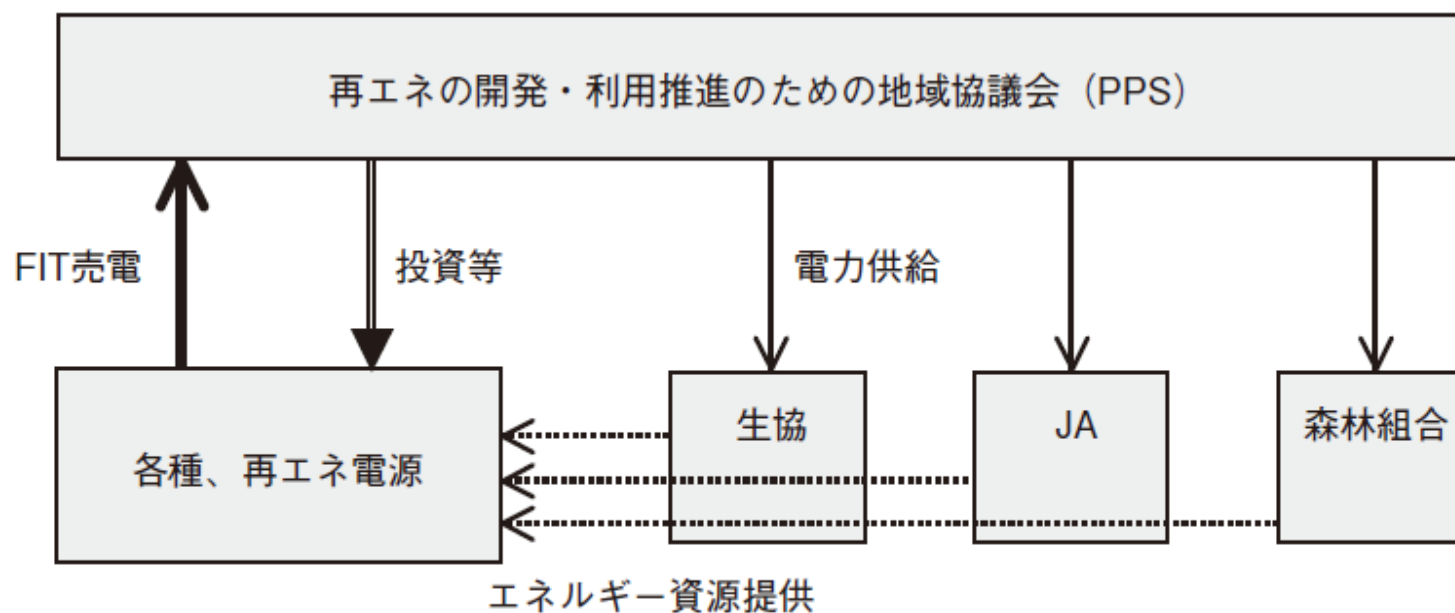 再エネの開発・利用推進のための地域協議会（PPS）
FIT売電
投資等
電力供給
各種、再エネ電源
生協
JA
森林組合
エネルギー資源提供